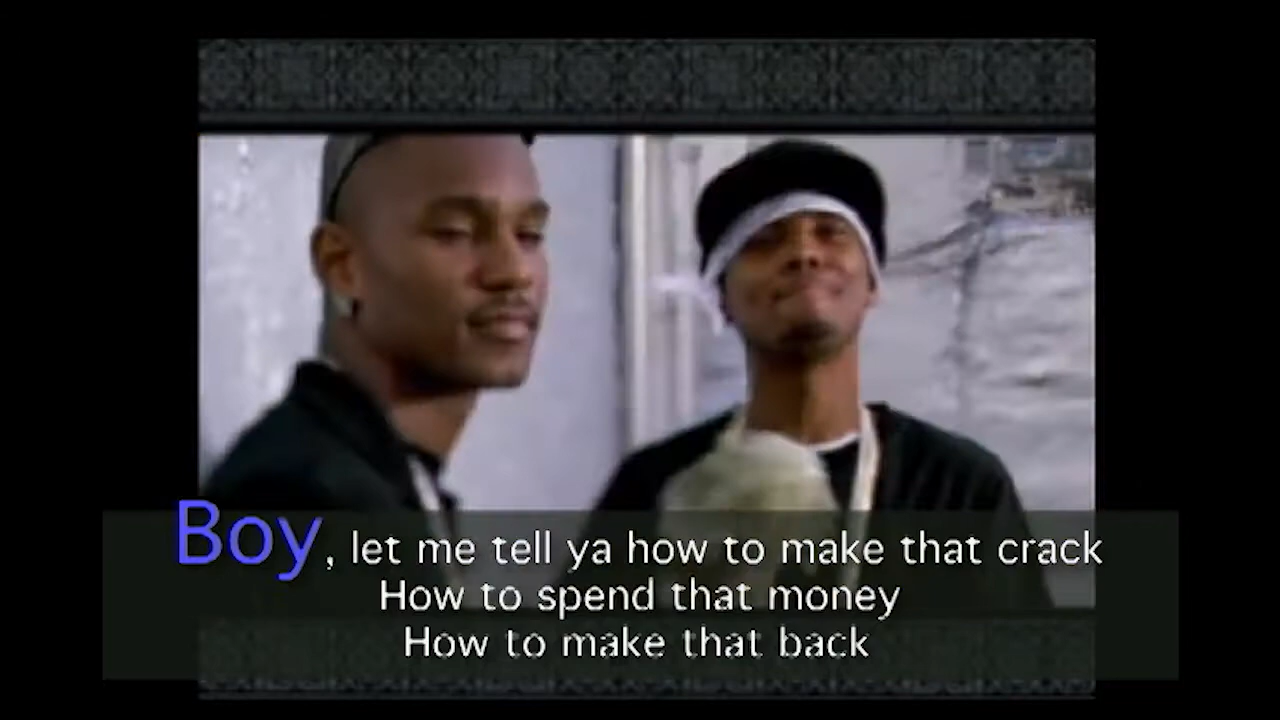 Boy, let me tell ya how to make that crack
How to spend that money
How to make that back